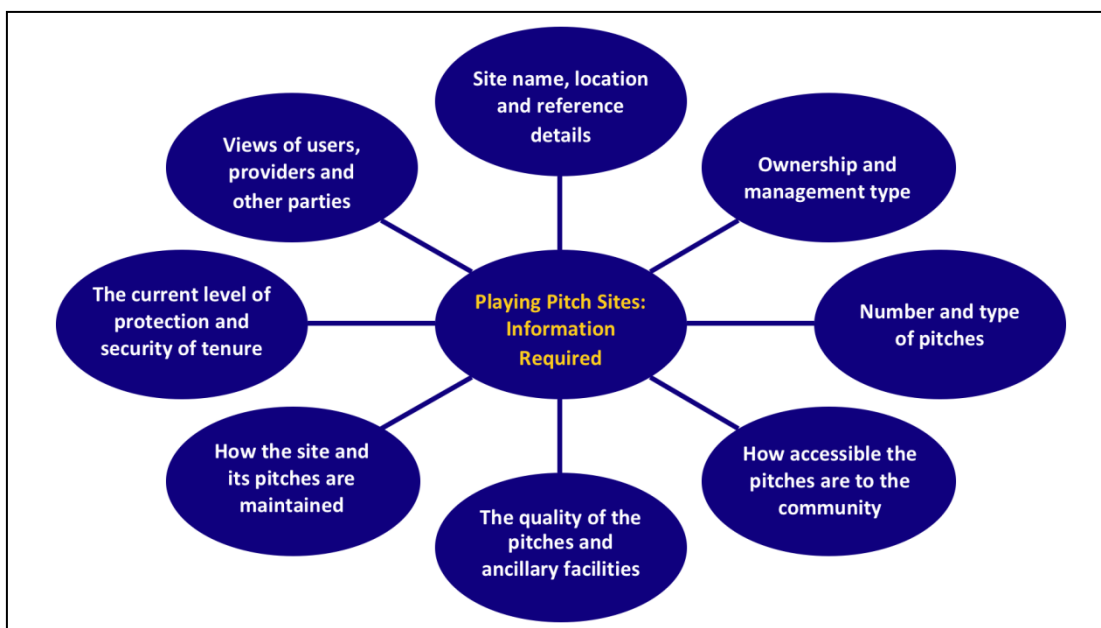 Site name, location
and reference
details
Views of users,
providers and
other parties
Ownership and
management type
The current level of
protection and
security of tenure
Playing Pitch Sites:
Information
Required
Number and type
of pitches
How the site and
its pitches are
maintained
How accessible the
pitches are to the
community
The quality of the
pitches and
ancillary facilities